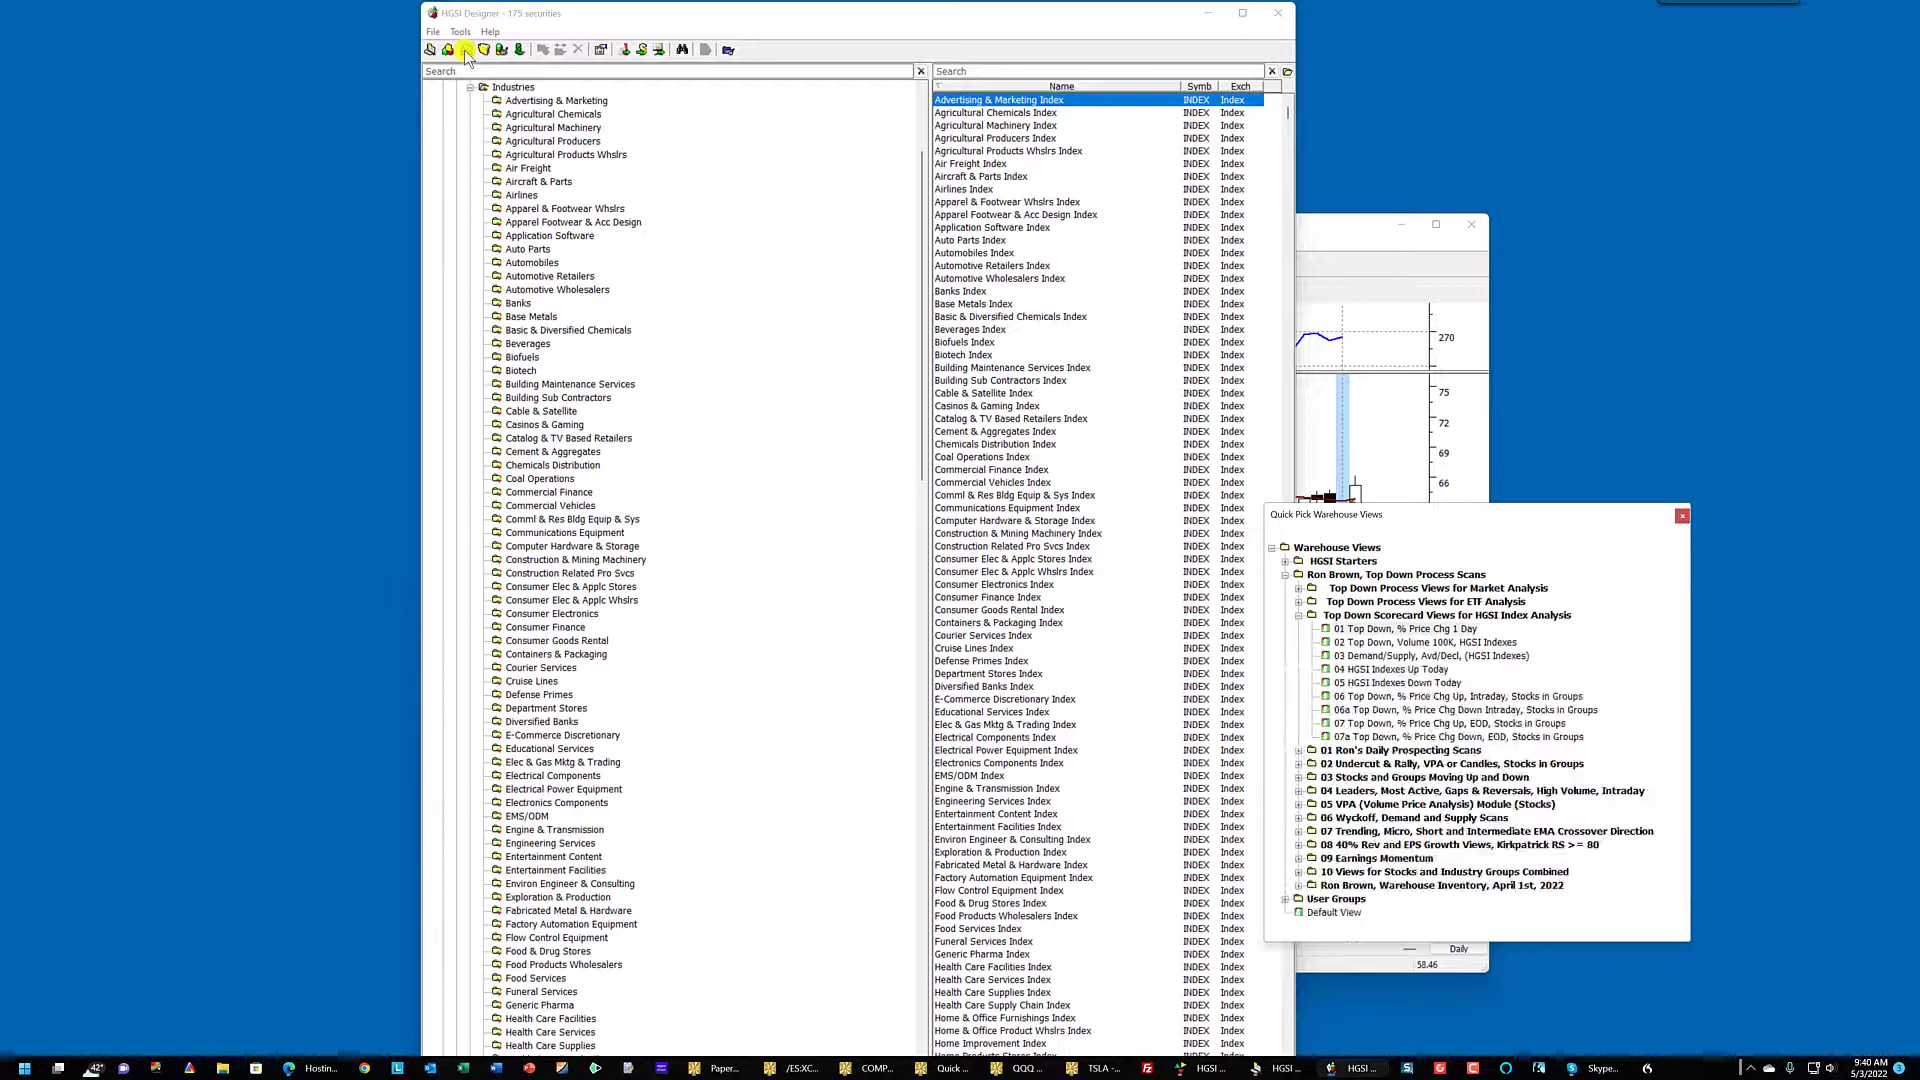 HGSI Designer - 175 securities
File Tools Help
Search
Search
Industries
Advertising & Marketing
Agricultural Chemicals
Agricultural Machinery
Agricultural Producers
Agricultural Products Whslrs
Air Freight
Aircraft & Parts
Airlines
Apparel & Footwear Whslrs
Apparel Footwear & Acc Design
Application Software
Auto Parts
Automobiles
Automotive Retailers
Automotive Wholesalers
Banks
Base Metals
Basic & Diversified Chemicals
Beverages
Biofuels
Biotech
Building Maintenance Services
Building Sub Contractors
Cable & Satellite
Casinos & Gaming
Catalog & TV Based Retailers
Cement & Aggregates
Chemicals Distribution
Coal Operations
Commercial Finance
Commercial Vehicles
Comml & Res Bldg Equip & Sys
Communications Equipment
Computer Hardware & Storage
Construction & Mining Machinery
Construction Related Pro Svcs
Consumer Elec & Applc Stores
Consumer Elec & Applc Whslrs
Consumer Electronics
Consumer Finance
Consumer Goods Rental
Containers & Packaging
Courier Services
Cruise Lines
Defense Primes
Department Stores
Diversified Banks
E-Commerce Discretionary
Educational Services
Elec & Gas Mktg & Trading
Electrical Components
Electrical Power Equipment
Electronics Components
EMS/ODM
Engine & Transmission
Engineering Services
Entertainment Content
Entertainment Facilities
Environ Engineer & Consulting
Exploration & Production
Fabricated Metal & Hardware
Factory Automation Equipment
Flow Control Equipment
Food & Drug Stores
Food Products Wholesalers
Food Services
Funeral Services
Generic Pharma
Health Care Facilities
Health Care Services
Health Care Supplies
Name Symb Exch
Advertising & Marketing Index INDEX Index
Agricultural Chemicals Index INDEX Index
Agricultural Machinery Index INDEX Index
Agricultural Producers Index INDEX Index
Agricultural Products Whslrs Index INDEX Index
Air Freight Index INDEX Index
Aircraft & Parts Index INDEX Index
Airlines Index INDEX Index
Apparel & Footwear Whslrs Index INDEX Index
Apparel Footwear & Acc Design Index INDEX Index
Application Software Index INDEX Index
Auto Parts Index INDEX Index
Automobiles Index INDEX Index
Automotive Retailers Index INDEX Index
Automotive Wholesalers Index INDEX Index
Banks Index INDEX Index
Base Metals Index INDEX Index
Basic & Diversified Chemicals Index INDEX Index
Beverages Index INDEX Index
Biofuels Index INDEX Index
Biotech Index INDEX Index
Building Maintenance Services Index INDEX Index
Building Sub Contractors Index INDEX Index
Cable & Satellite Index INDEX Index
Casinos & Gaming Index INDEX Index
Catalog & TV Based Retailers Index INDEX Index
Cement & Aggregates Index INDEX Index
Chemicals Distribution Index INDEX Index
Coal Operations Index INDEX Index
Commercial Finance Index INDEX Index
Commercial Vehicles Index INDEX Index
Comml & Res Bldg Equip & Sys Index INDEX Index
Communications Equipment Index INDEX Index
Computer Hardware & Storage Index INDEX Index
Construction & Mining Machinery Index INDEX Index
Construction Related Pro Svcs Index INDEX Index
Consumer Elec & Applc Stores Index INDEX Index
Consumer Elec & Applc Whslrs Index INDEX Index
Consumer Electronics Index INDEX Index
Consumer Finance Index INDEX Index
Consumer Goods Rental Index INDEX Index
Containers & Packaging Index INDEX Index
Courier Services Index INDEX Index
Cruise Lines Index INDEX Index
Defense Primes Index INDEX Index
Department Stores Index INDEX Index
Diversified Banks Index INDEX Index
E-Commerce Discretionary Index INDEX Index
Educational Services Index INDEX Index
Elec & Gas Mktg & Trading Index INDEX Index
Electrical Components Index INDEX Index
Electrical Power Equipment Index INDEX Index
Electronics Components Index INDEX Index
EMS/ODM Index INDEX Index
Engine & Transmission Index INDEX Index
Engineering Services Index INDEX Index
Entertainment Content Index INDEX Index
Entertainment Facilities Index INDEX Index
Environ Engineer & Consulting Index INDEX Index
Exploration & Production Index INDEX Index
Fabricated Metal & Hardware Index INDEX Index
Factory Automation Equipment Index INDEX Index
Flow Control Equipment Index INDEX Index
Food & Drug Stores Index INDEX Index
Food Products Wholesalers Index INDEX Index
Food Services Index INDEX Index
Funeral Services Index INDEX Index
Generic Pharma Index INDEX Index
Health Care Facilities Index INDEX Index
Health Care Services Index INDEX Index
Health Care Supplies Index INDEX Index
Health Care Supply Chain Index INDEX Index
Home & Office Furnishings Index INDEX Index
Home & Office Product Whslrs Index INDEX Index
Home Improvement Index INDEX Index
270
75
72
69
66
Quick Pick Warehouse Views
Warehouse Views
HGSI Starters
Ron Brown, Top Down Process Scans
Top Down Process Views for Market Analysis
Top Down Process Views for ETF Analysis
Top Down Scorecard Views for HGSI Index Analysis
01 Top Down, % Price Chg 1 Day
02 Top Down, Volume 100K, HGSI Indexes
03 Demand/Supply, Avd/Decl, (HGSI Indexes)
04 HGSI Indexes Up Today
05 HGSI Indexes Down Today
06 Top Down, % Price Chg Up, Intraday, Stocks in Groups
06a Top Down, % Price Chg Down Intraday, Stocks in Groups
07 Top Down, % Price Chg Up, EOD, Stocks in Groups
07a Top Down, % Price Chg Down, EOD, Stocks in Groups
01 Ron's Daily Prospecting Scans
02 Undercut & Rally, VPA or Candles, Stocks in Groups
03 Stocks and Groups Moving Up and Down
04 Leaders, Most Active, Gaps & Reversals, High Volume, Intraday
05 VPA (Volume Price Analysis) Module (Stocks)
06 Wyckoff, Demand and Supply Scans
07 Trending, Micro, Short and Intermediate EMA Crossover Direction
08 40% Rev and EPS Growth Views, Kirkpatrick RS >= 80
09 Earnings Momentum
10 Views for Stocks and Industry Groups Combined
Ron Brown, Warehouse Inventory, April 1st, 2022
User Groups
Default View
Daily
58.46
42°
Hostin...
Paper...
/ES:XC...
COMP...
Quick ...
QQQ ...
TSLA -...
HGSI ...
HGSI ...
HGSI ...
Skype...
9:40 AM
5/3/2022